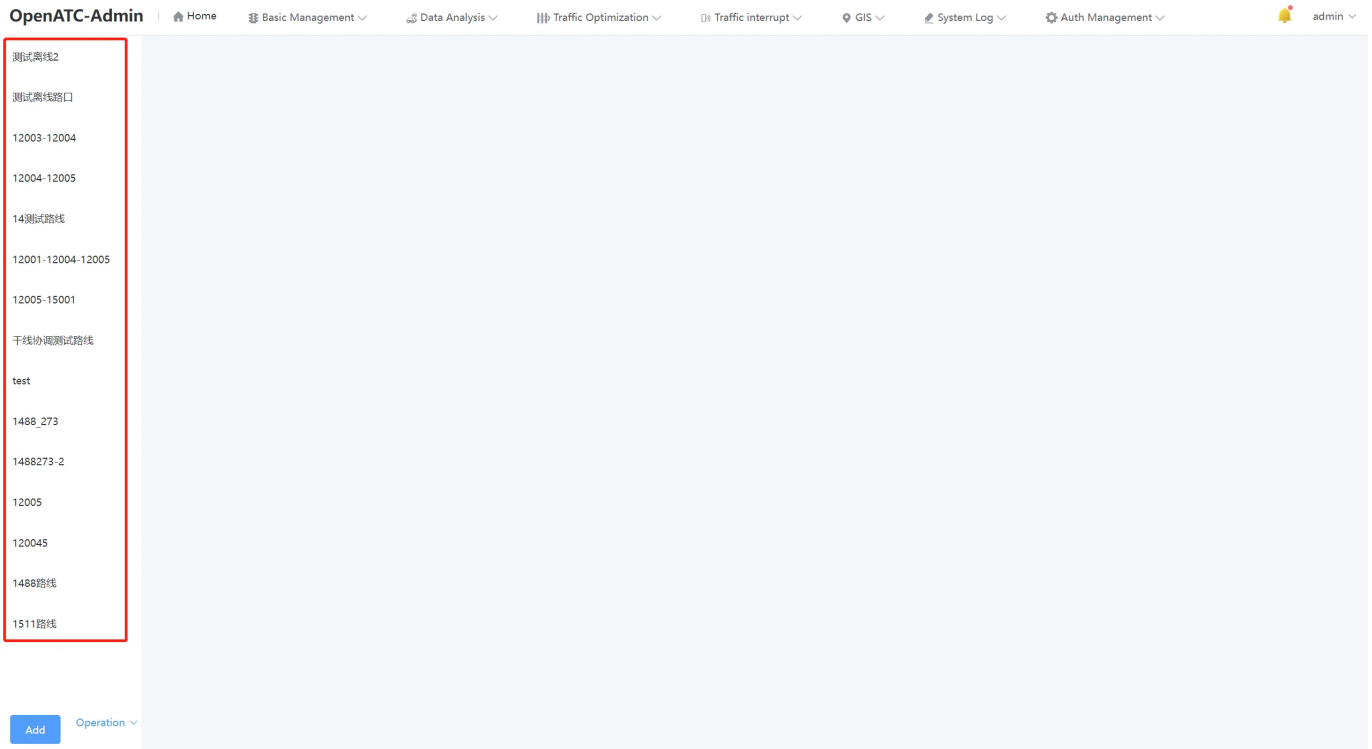 OpenATC-Admin Home Basic Management Data Analysis Traffic Optimization Traffic interrupt GIS System Log Auth Management admin
测试离线2
测试离线路口
12003-12004
12004-12005
14测试路线
12001-12004-12005
12005-15001
干线协调测试路线
test
1488_273
1488273-2
12005
120045
1488路线
1511路线
Add Operation